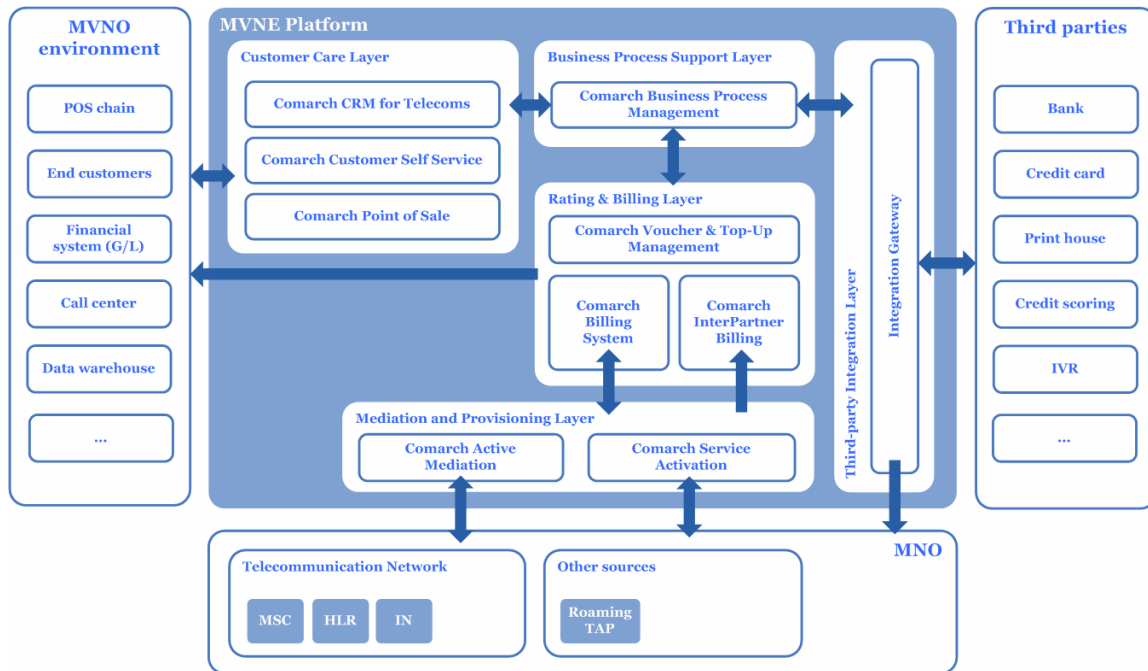 MVNO
environment
POS chain
End customers
Financial
system (G/L)
Call center
Data warehouse
...
MVNE Platform
Customer Care Layer
Comarch CRM for Telecoms
Comarch Customer Self Service
Comarch Point of Sale
Business Process Support Layer
Comarch Business Process
Management
Rating & Billing Layer
Comarch Voucher & Top-Up
Management
Comarch
Billing
System
Comarch
InterPartner
Billing
Mediation and Provisioning Layer
Comarch Active
Mediation
Comarch Service
Activation
Third-party Integration Layer
Integration Gateway
Third parties
Bank
Credit card
Print house
Credit scoring
IVR
...
MNO
Telecommunication Network
MSC
HLR
IN
Other sources
Roaming
TAP